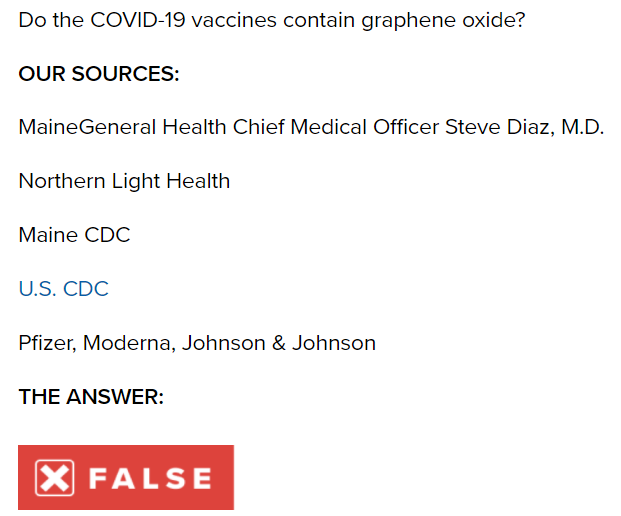 Do the COVID-19 vaccines contain graphene oxide?
OUR SOURCES:
MaineGeneral Health Chief Medical Officer Steve Diaz, M.D.
Northern Light Health
Maine CDC
U.S. CDC
Pfizer, Moderna, Johnson & Johnson
THE ANSWER:
FALSE